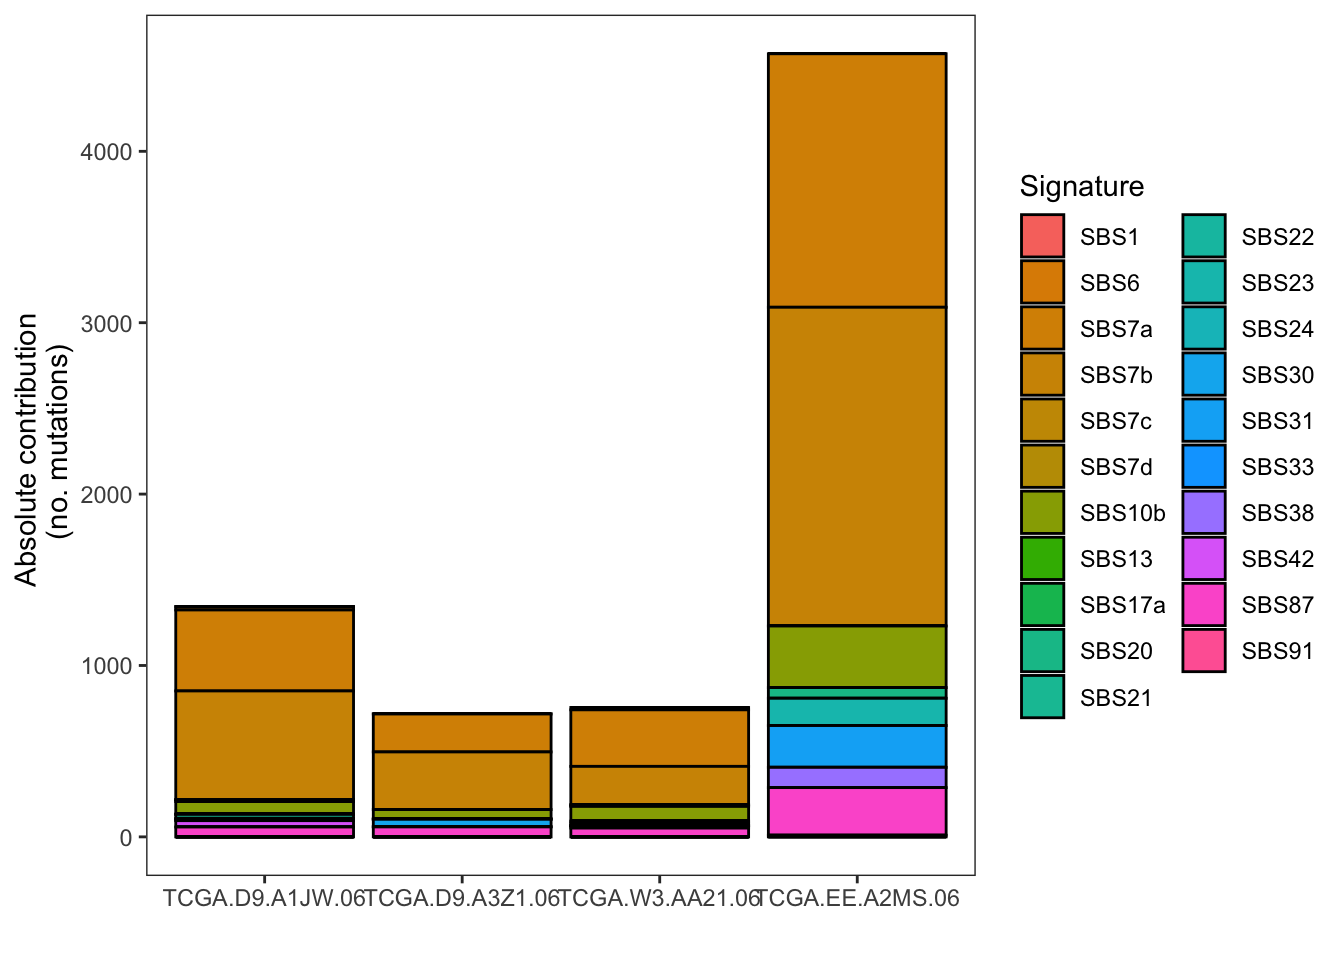 Absolute contribution
(no. mutations)
4000
3000
2000
1000
0
TCGA.D9.A1JW.06
TCGA.D9.A3Z1.06
TCGA.W3.AA21.06
TCGA.EE.A2MS.06
Signature
SBS1
SBS6
SBS7a
SBS7b
SBS7c
SBS7d
SBS10b
SBS13
SBS17a
SBS20
SBS21
SBS22
SBS23
SBS24
SBS30
SBS31
SBS33
SBS38
SBS42
SBS87
SBS91